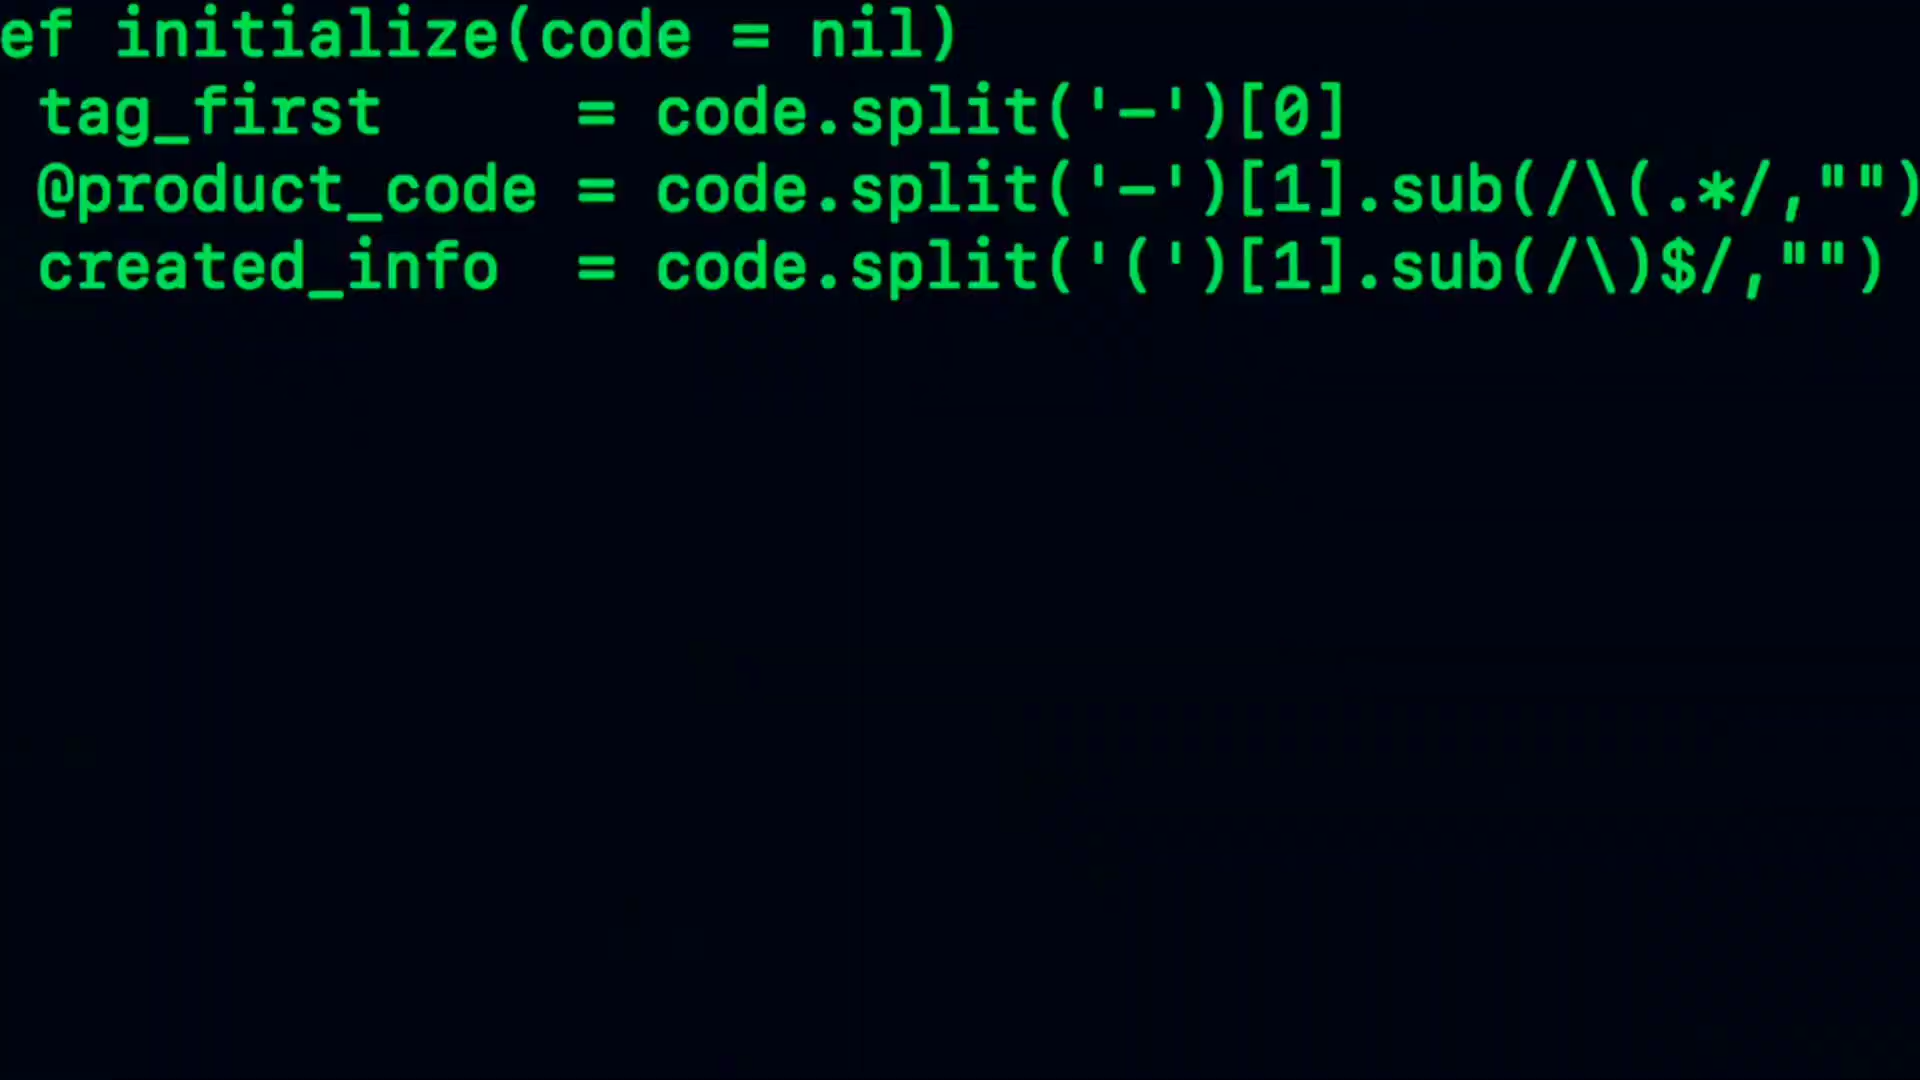 ef initialize(code = nil)
tag_first = code.split('-')[0]
@product_code = code.split('-')[1].sub(/\(.*/,"")
created_info = code.split('(')[1].sub(/\)$/,"")